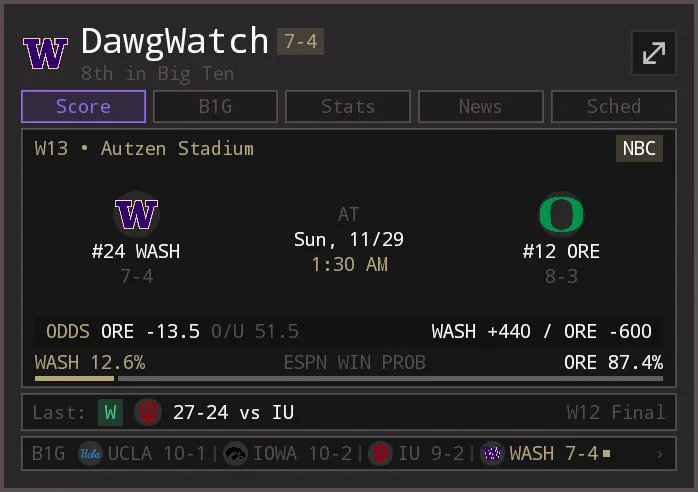 W DawgWatch 7-4
8th in Big Ten
Score B1G Stats News Sched
W13 • Autzen Stadium NBC
W AT O
#24 WASH Sun, 11/29 #12 ORE
7-4 1:30 AM 8-3
ODDS ORE -13.5 O/U 51.5 WASH +440 / ORE -600
WASH 12.6% ESPN WIN PROB ORE 87.4%
Last: W 27-24 vs IU W12 Final
B1G Ucla UCLA 10-1 | IOWA 10-2 | IU 9-2 | W WASH 7-4 ›